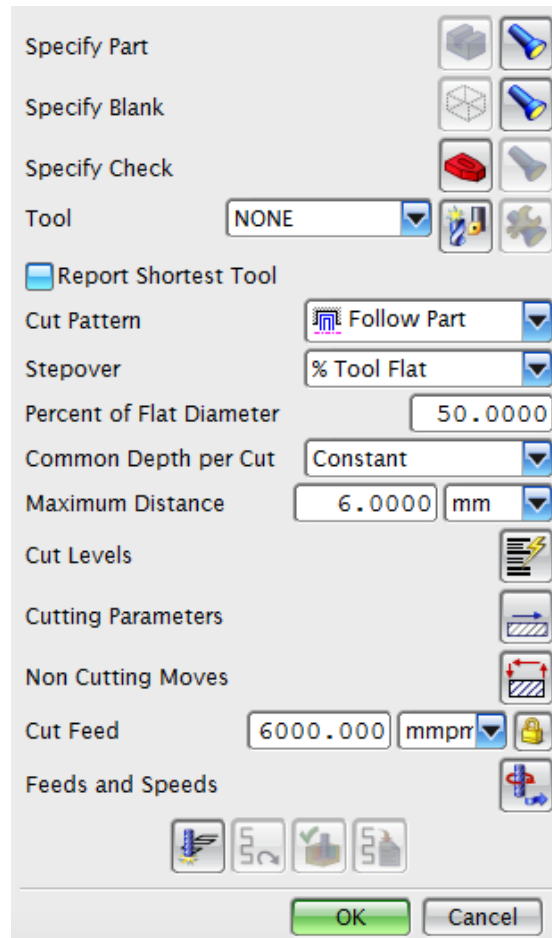 Specify Part
Specify Blank
Specify Check
Tool NONE
Report Shortest Tool
Cut Pattern Follow Part
Stepover % Tool Flat
Percent of Flat Diameter 50.0000
Common Depth per Cut Constant
Maximum Distance 6.0000 mm
Cut Levels
Cutting Parameters
Non Cutting Moves
Cut Feed 6000.000 mmpm
Feeds and Speeds
OK Cancel